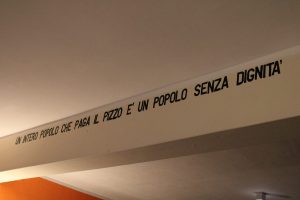 UN INTERO POPOLO CHE PAGA IL PIZZO E' UN POPOLO SENZA DIGNITA'